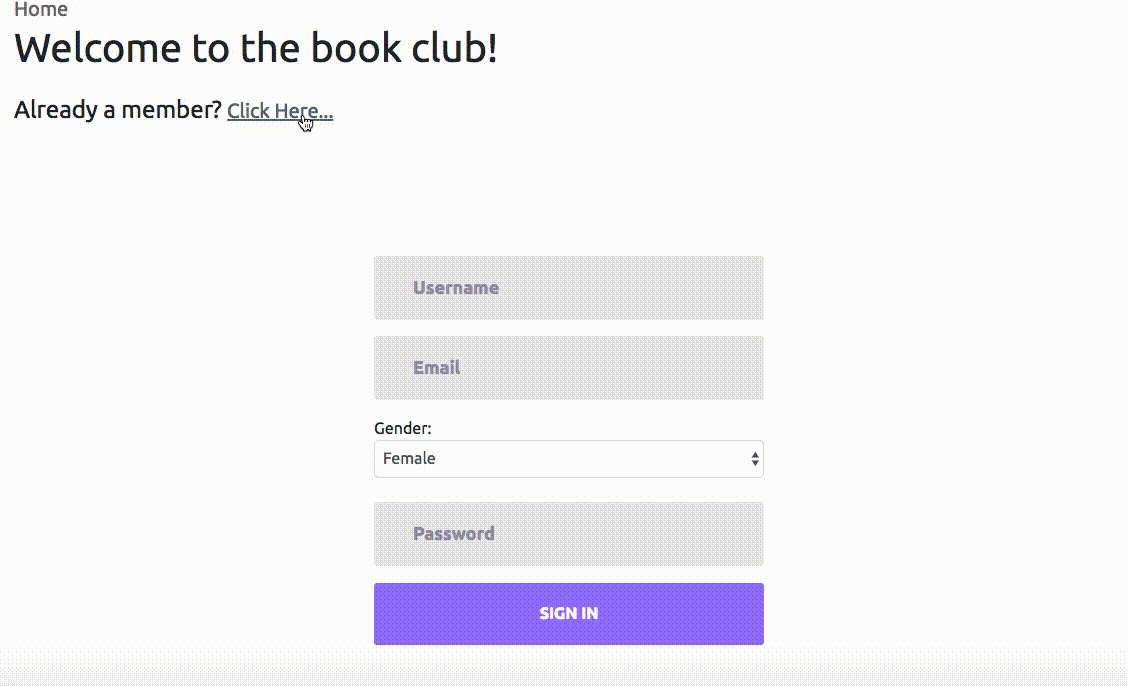 Home
Welcome to the book club!
Already a member? Click Here...
Username
Email
Gender:
Female
Password
SIGN IN